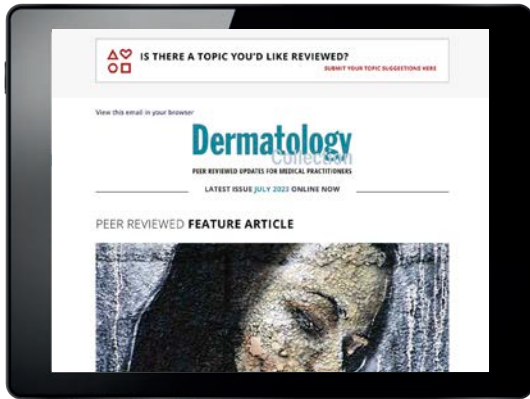 IS THERE A TOPIC YOU'D LIKE REVIEWED?
SUBMIT YOUR TOPIC SUGGESTIONS HERE
View this email in your browser
Dermatology
Collection
PEER REVIEWED UPDATES FOR MEDICAL PRACTITIONERS
LATEST ISSUE JULY 2023 ONLINE NOW
PEER REVIEWED FEATURE ARTICLE